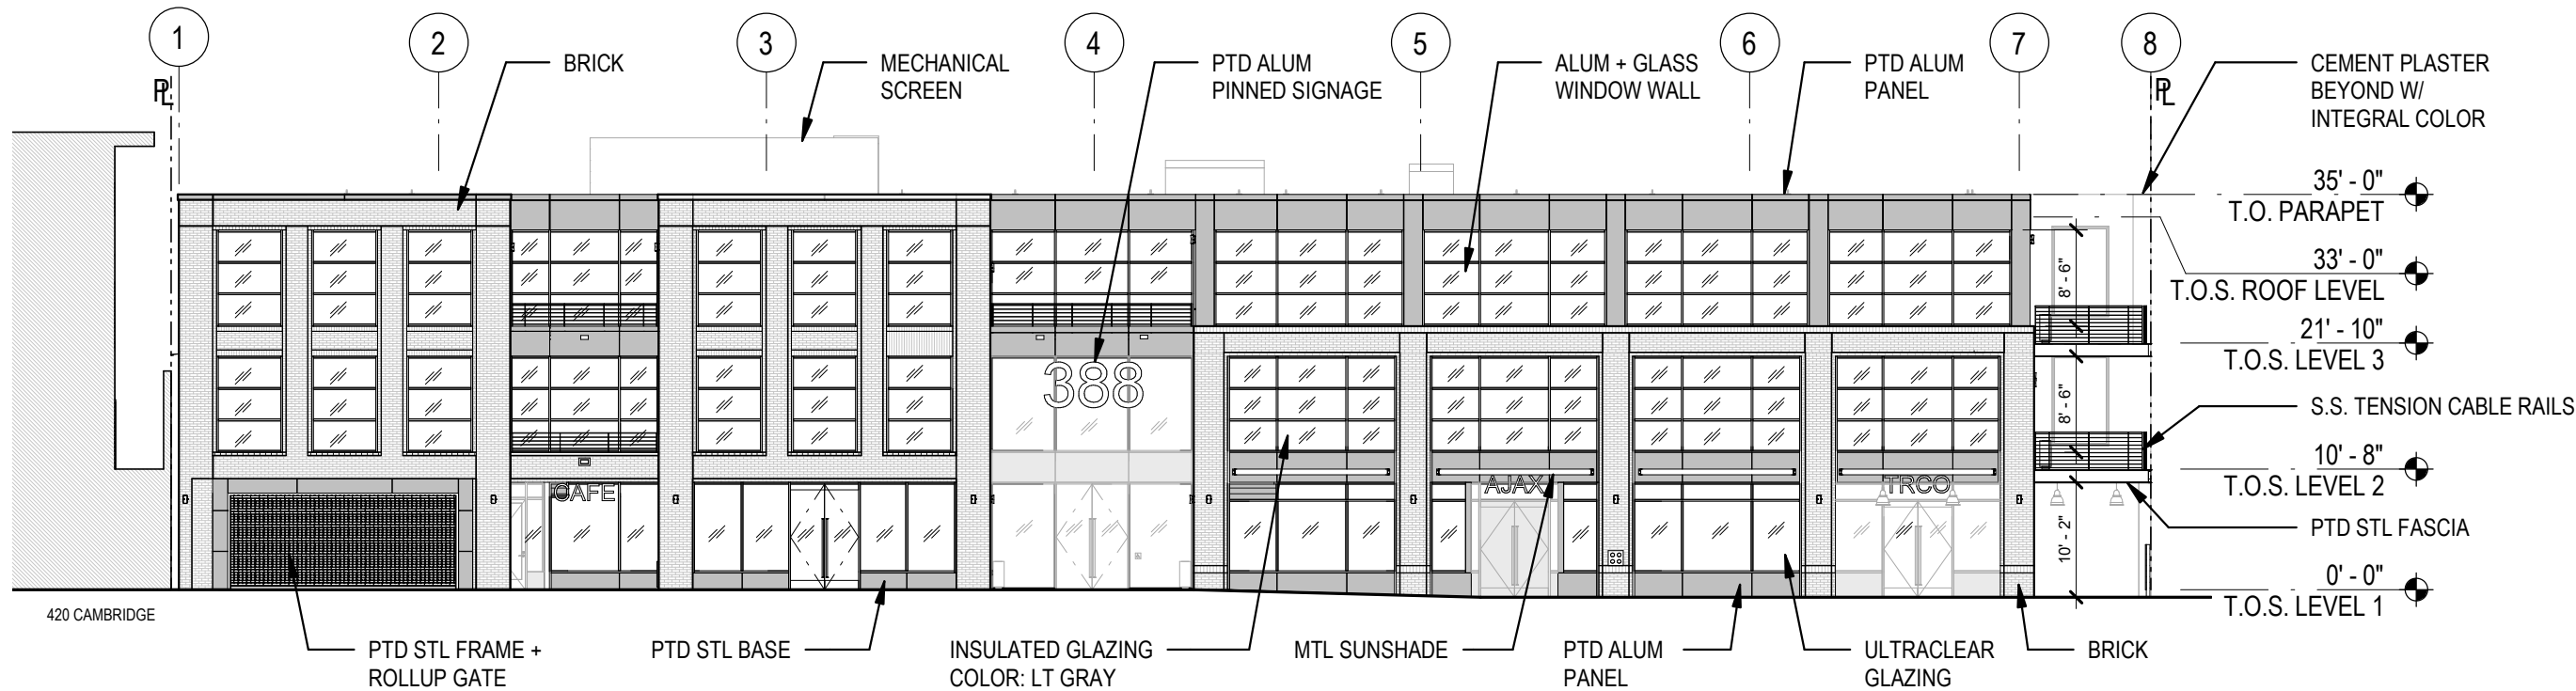 1
2
3
4
5
6
7
8
PL
BRICK
MECHANICAL
SCREEN
PTD ALUM
PINNED SIGNAGE
ALUM + GLASS
WINDOW WALL
PTD ALUM
PANEL
PL
CEMENT PLASTER
BEYOND W/
INTEGRAL COLOR
35' - 0"
T.O. PARAPET
33' - 0"
T.O.S. ROOF LEVEL
8' - 6"
21' - 10"
T.O.S. LEVEL 3
388
8' - 6"
S.S. TENSION CABLE RAILS
10' - 8"
T.O.S. LEVEL 2
CAFE
AJAX
TRCO
10' - 2"
PTD STL FASCIA
0' - 0"
T.O.S. LEVEL 1
420 CAMBRIDGE
PTD STL FRAME +
ROLLUP GATE
PTD STL BASE
INSULATED GLAZING
COLOR: LT GRAY
MTL SUNSHADE
PTD ALUM
PANEL
ULTRACLEAR
GLAZING
BRICK